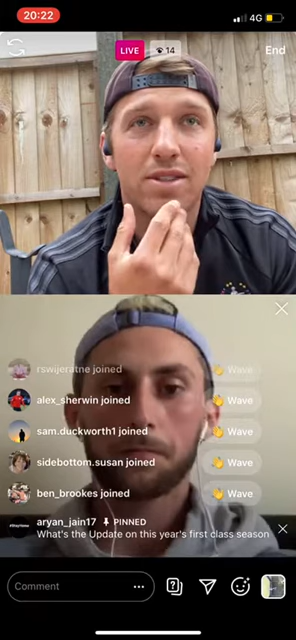 20:22
4G
LIVE
14
End
rswijeratne joined
Wave
alex_sherwin joined
Wave
sam.duckworth1 joined
Wave
sidebottom.susan joined
Wave
ben_brookes joined
Wave
aryan_jain17 PINNED
What's the Update on this year's first class season
Comment